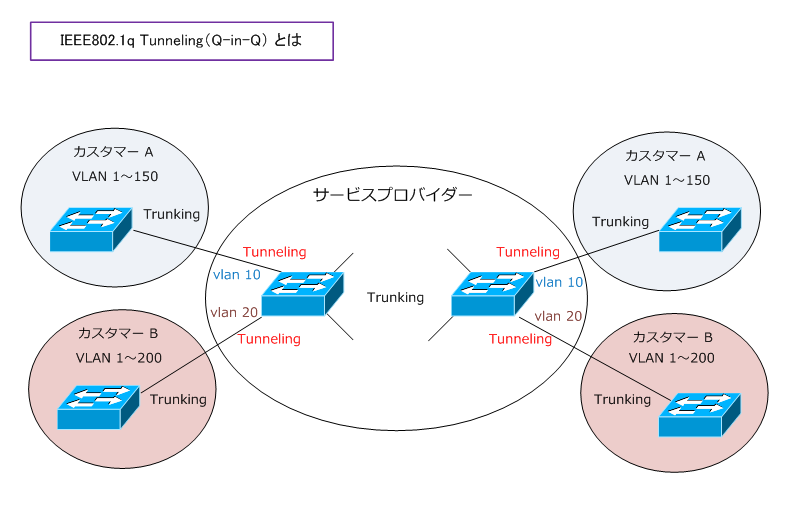 IEEE802.1q Tunneling（Q-in-Q） とは
カスタマー A
VLAN 1～150
Trunking
カスタマー B
VLAN 1～200
Trunking
サービスプロバイダー
Tunneling
vlan 10
vlan 20
Tunneling
Trunking
Tunneling
vlan 10
vlan 20
Tunneling
カスタマー A
VLAN 1～150
Trunking
カスタマー B
VLAN 1～200
Trunking